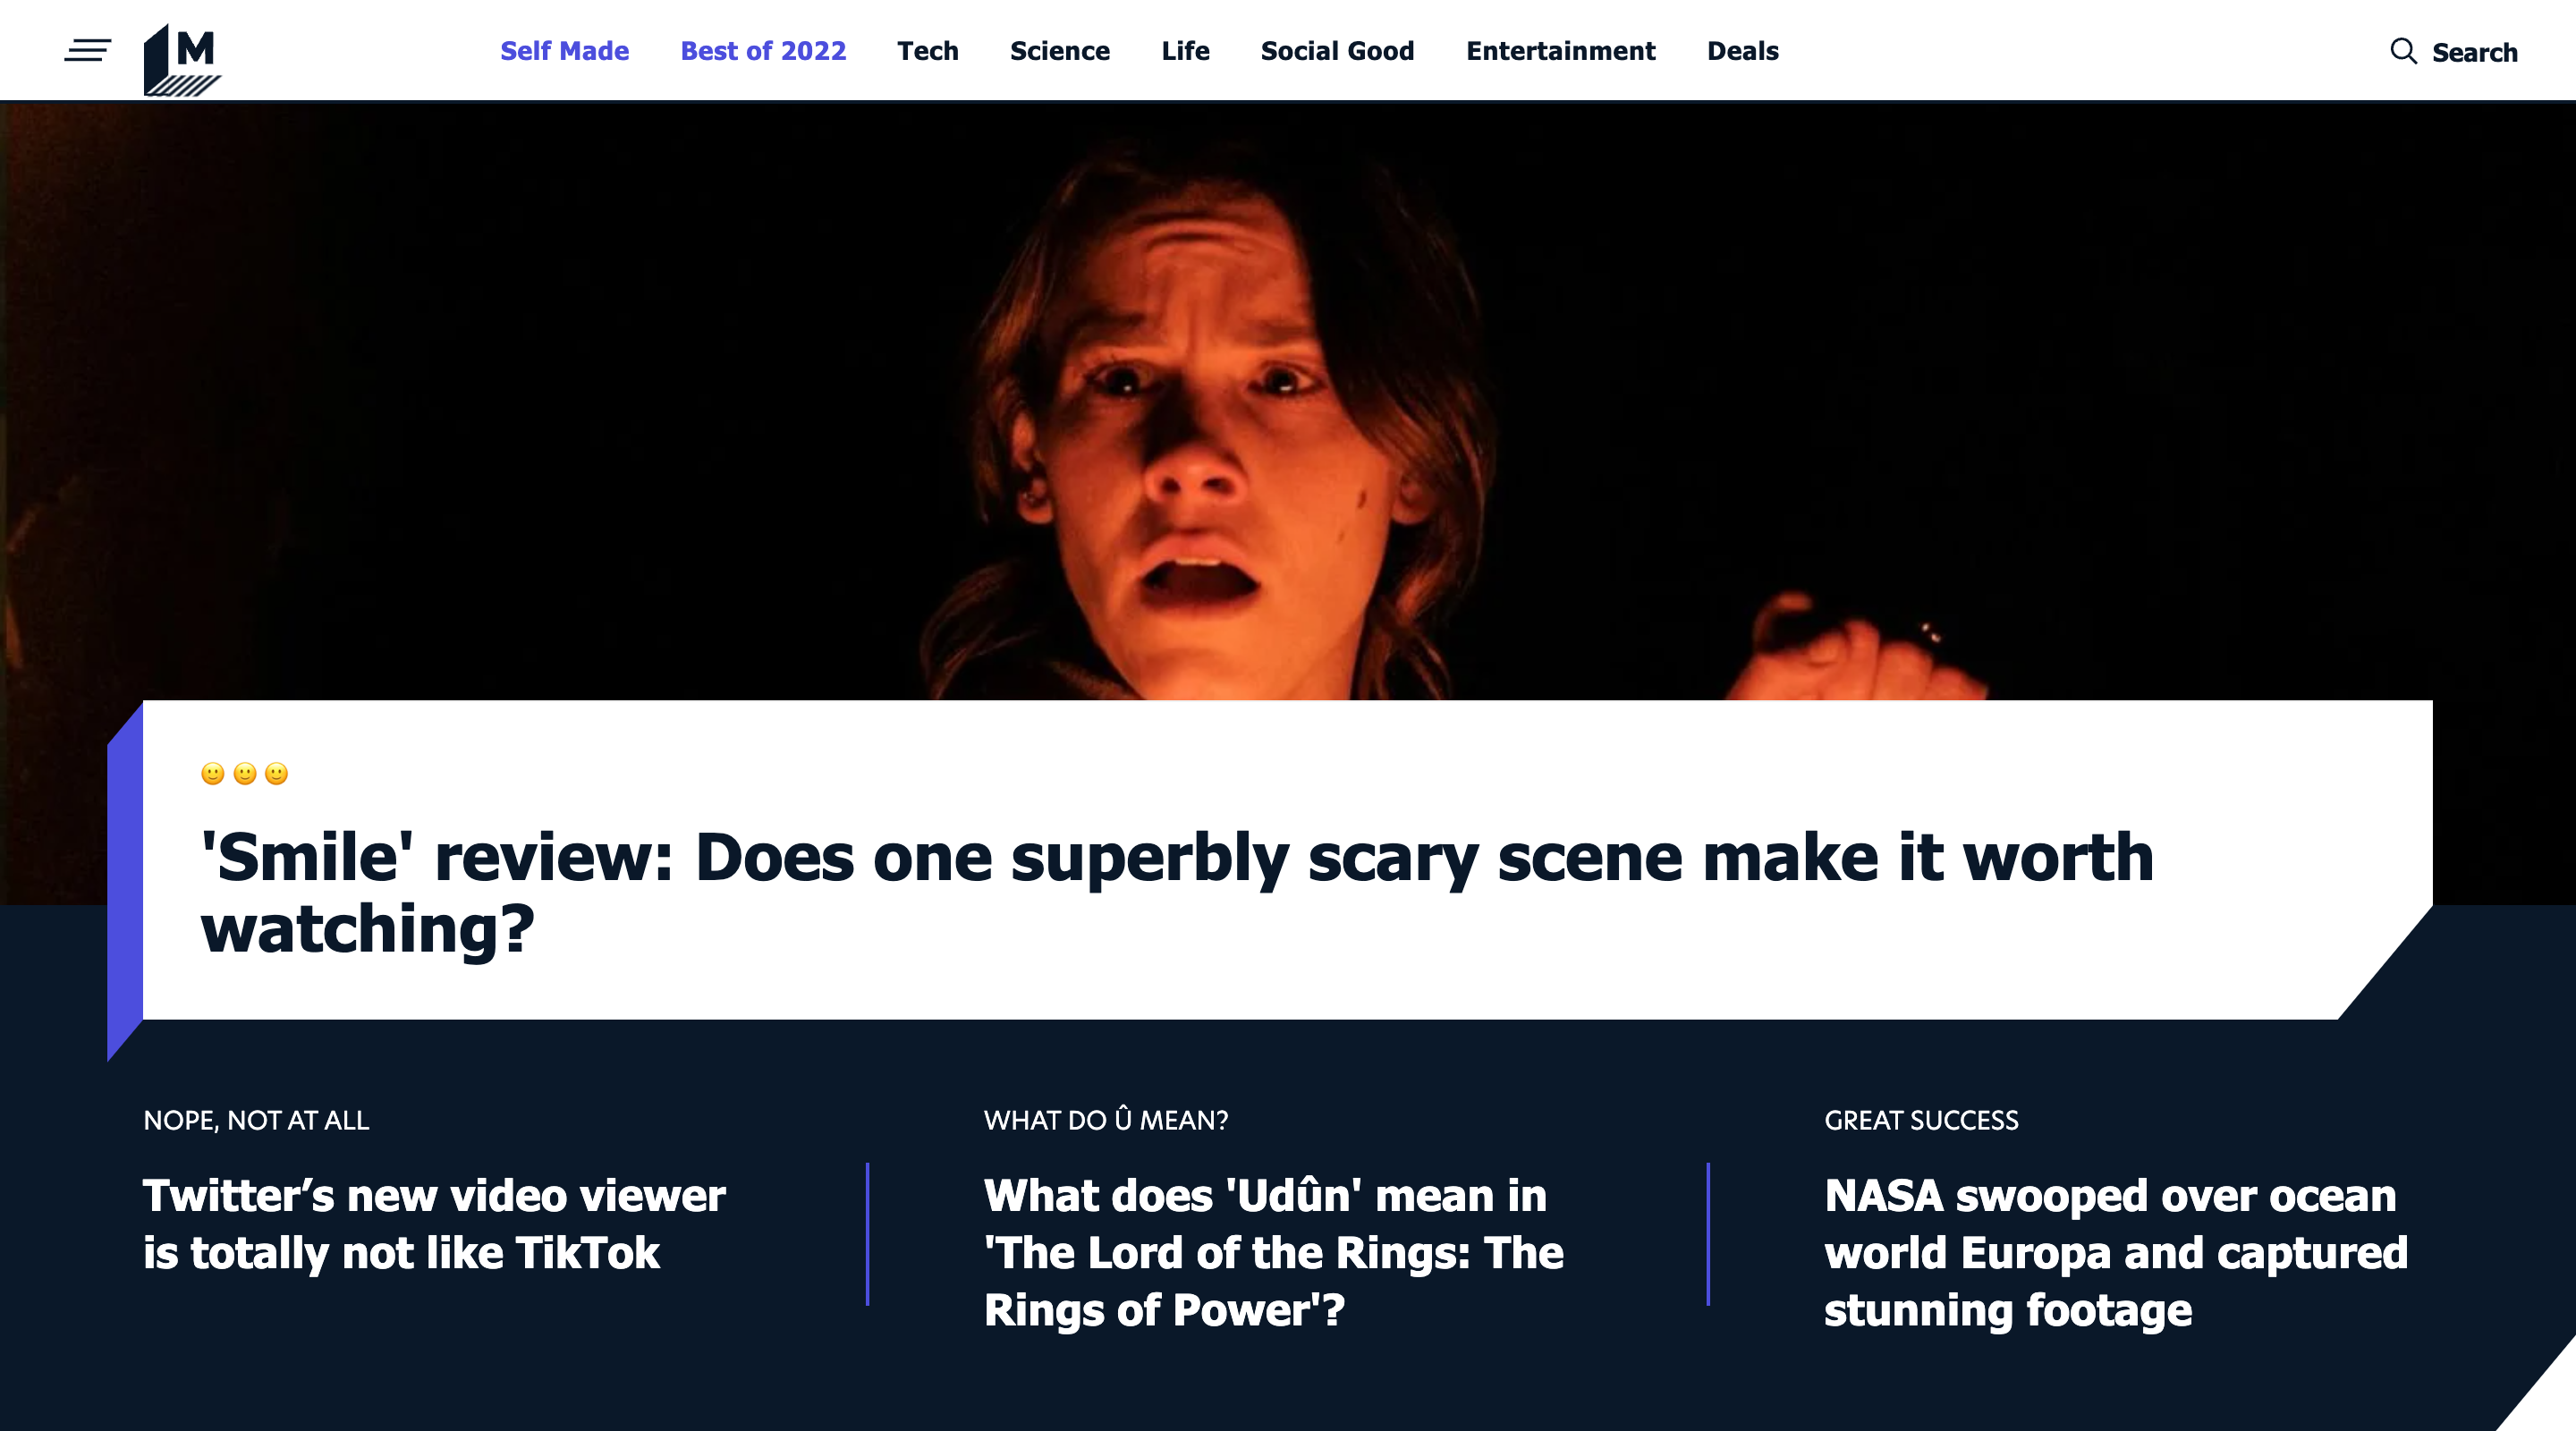 M
Self Made Best of 2022 Tech Science Life Social Good Entertainment Deals Search
🙂🙂🙂
'Smile' review: Does one superbly scary scene make it worth
watching?
NOPE, NOT AT ALL
Twitter’s new video viewer
is totally not like TikTok
WHAT DO Û MEAN?
What does 'Udûn' mean in
'The Lord of the Rings: The
Rings of Power'?
GREAT SUCCESS
NASA swooped over ocean
world Europa and captured
stunning footage